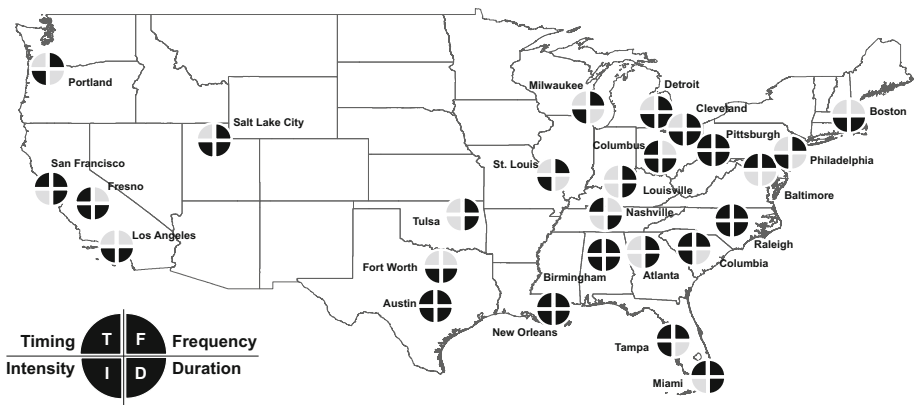 Portland
Salt Lake City
San Francisco
Fresno
Los Angeles
Milwaukee
Detroit
Cleveland
Boston
Columbus
Pittsburgh
Philadelphia
St. Louis
Louisville
Baltimore
Nashville
Tulsa
Raleigh
Fort Worth
Birmingham
Atlanta
Columbia
Austin
New Orleans
Tampa
Miami
Timing T F Frequency
Intensity I D Duration